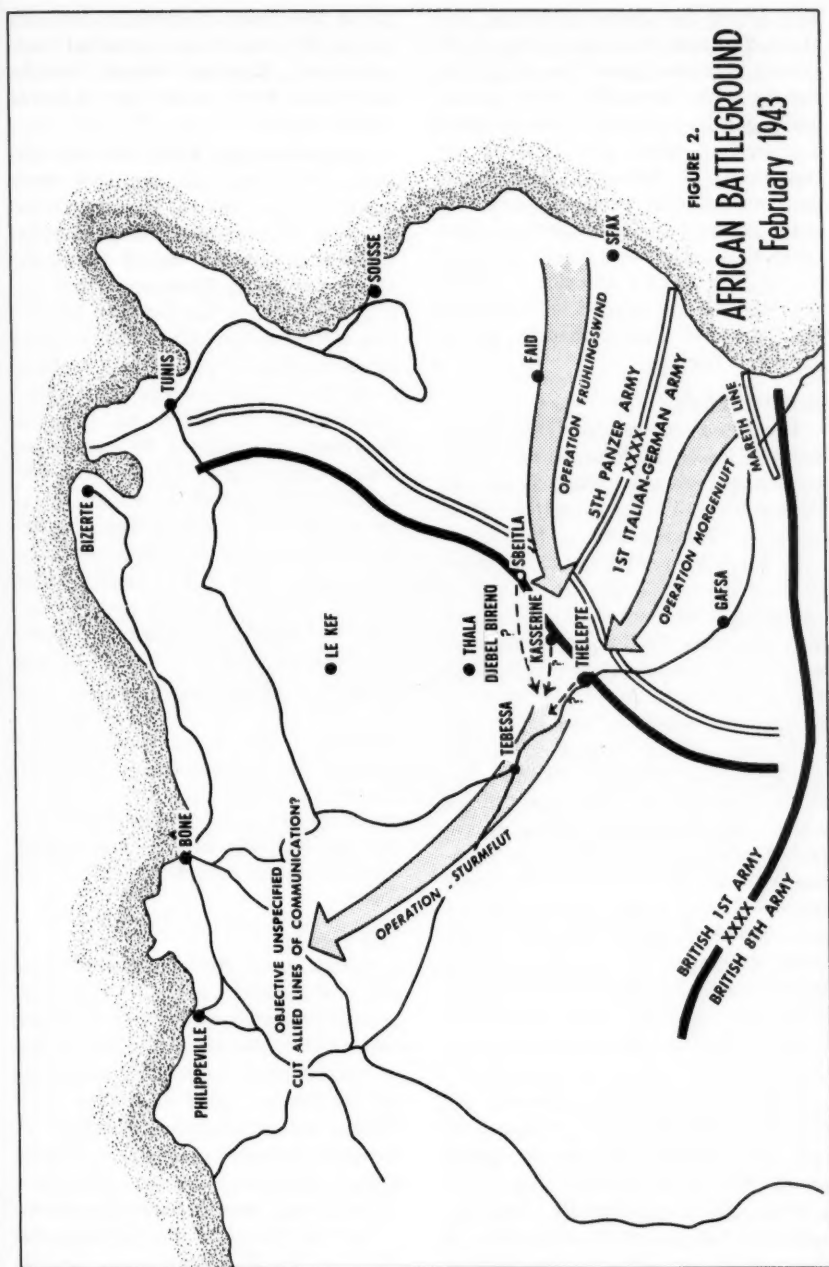 FIGURE 2.
AFRICAN BATTLEGROUND
February 1943
BIZERTE
TUNIS
BONE
PHILIPPEVILLE
SOUSSE
LE KEF
OBJECTIVE UNSPECIFIED
CUT ALLIED LINES OF COMMUNICATION?
THALA
DJEBEL BIRENO
?
SBEITLA
FAID
SFAX
TEBESSA
KASSERINE
?
THELEPTE
?
OPERATION FRÜHLINGSWIND
5TH PANZER ARMY
XXXX
1ST ITALIAN-GERMAN ARMY
OPERATION - STURMFLUT
OPERATION MORGENLUFT
MARETH LINE
GAFSA
BRITISH 1ST ARMY
XXXX
BRITISH 8TH ARMY